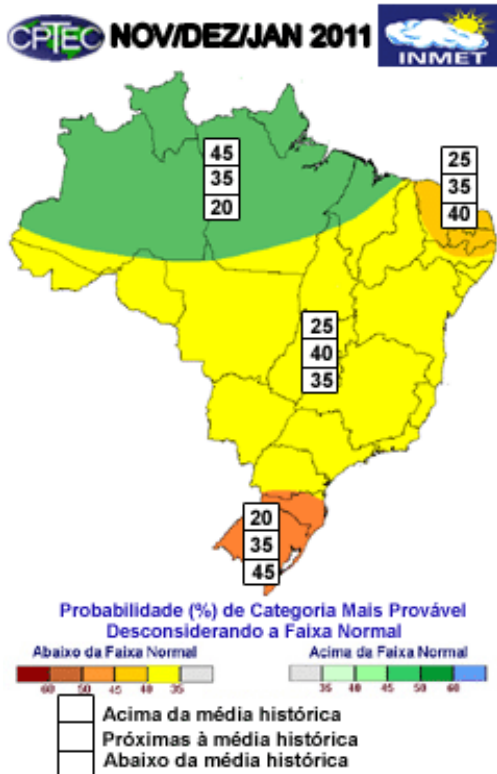 CPTEC NOV/DEZ/JAN 2011 INMET
45
35
20
25
35
40
25
40
35
20
35
45
Probabilidade (%) de Categoria Mais Provável
Desconsiderando a Faixa Normal
Abaixo da Faixa Normal
60 50 45 40 35
Acima da Faixa Normal
35 40 45 50 60
Acima da média histórica
Próximas à média histórica
Abaixo da média histórica